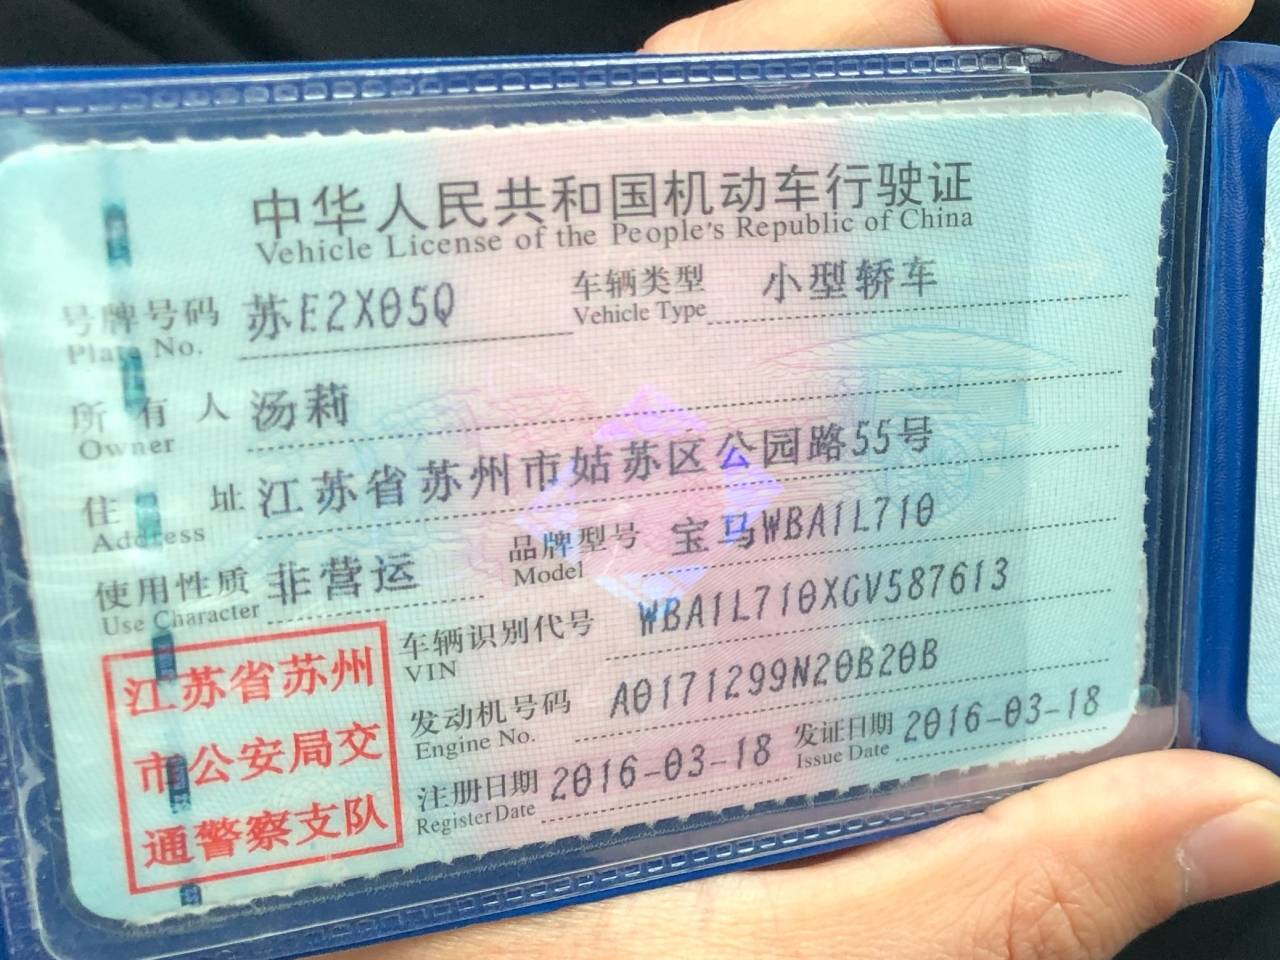 中华人民共和国机动车行驶证
Vehicle License of the People's Republic of China
号牌号码 苏E2X05Q 车辆类型 小型轿车
Plate No. Vehicle Type
所有人 汤莉
Owner
住址 江苏省苏州市姑苏区公园路55号
Address
使用性质 非营运 品牌型号 宝马WBA1L710
Use Character Model
车辆识别代号 WBA1L710XGV587613
VIN
发动机号码 A0171299N20B20B
Engine No.
注册日期 2016-03-18 发证日期 2016-03-18
Register Date Issue Date
江苏省苏州
市公安局交
通警察支队